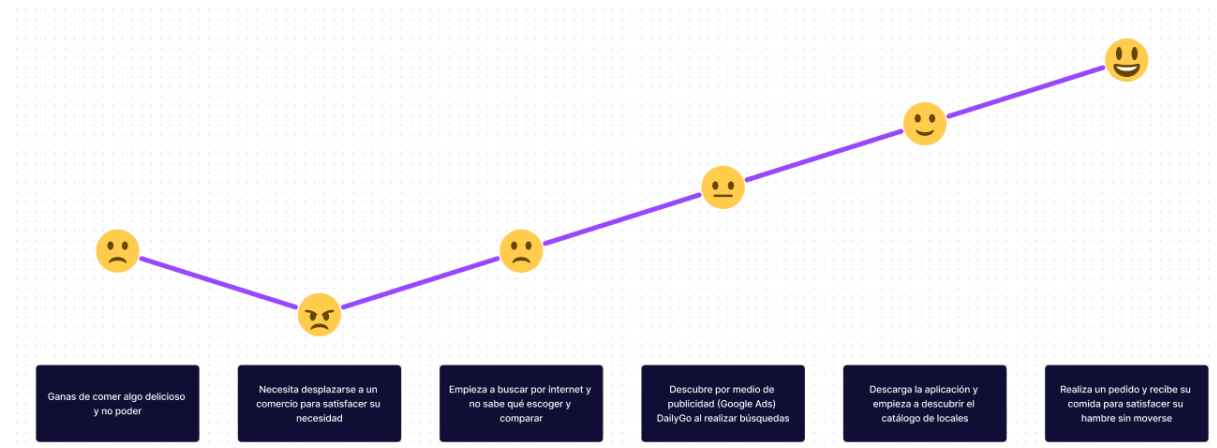 Ganas de comer algo delicioso
y no poder
Necesita desplazarse a un
comercio para satisfacer su
necesidad
Empieza a buscar por internet y
no sabe qué escoger y
comparar
Descubre por medio de
publicidad (Google Ads)
DailyGo al realizar búsquedas
Descarga la aplicación y
empieza a descubrir el
catálogo de locales
Realiza un pedido y recibe su
comida para satisfacer su
hambre sin moverse